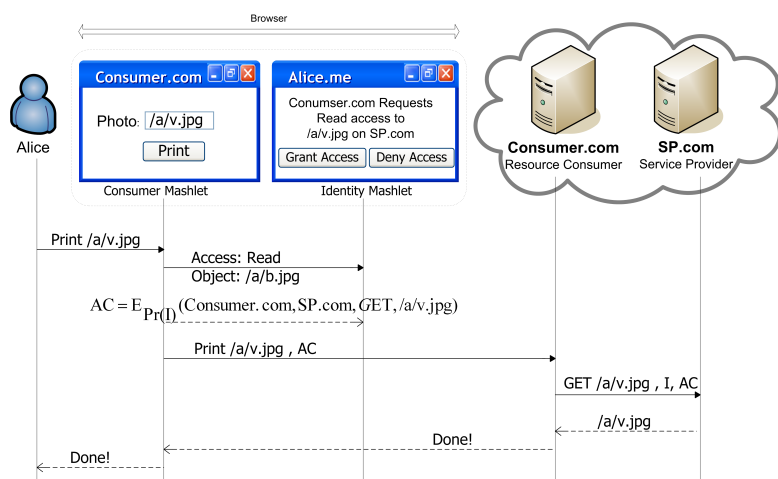 Browser
Consumer.com
Photo: /a/v.jpg
Print
Consumer Mashlet
Alice.me
Conumser.com Requests
Read access to
/a/v.jpg on SP.com
Grant Access Deny Access
Identity Mashlet
Alice
Consumer.com
Resource Consumer
SP.com
Service Provider
Print /a/v.jpg
Access: Read
Object: /a/b.jpg
AC = E Pr(I) (Consumer.com, SP.com, GET, /a/v.jpg)
Print /a/v.jpg , AC
GET /a/v.jpg , I, AC
/a/v.jpg
Done!
Done!